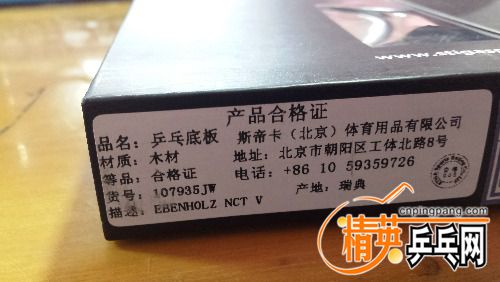 www.stiga
产品合格证
品名：乒乓底板 斯帝卡（北京）体育用品有限公司
材质：木材 地址：北京市朝阳区工体北路8号
等品：合格证 电话：+86 10 59359726
货号：107935JW 产地：瑞典
描述：EBENHOLZ NCT V
cnpingpang.com
精英乒乓网